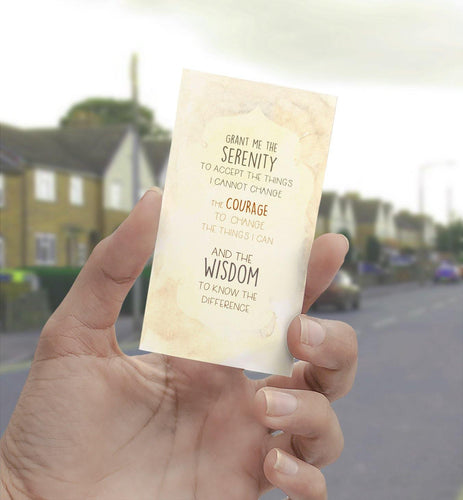 GRANT ME THE
SERENITY
TO ACCEPT THE THINGS
I CANNOT CHANGE
THE COURAGE
TO CHANGE
THE THINGS I CAN
AND THE
WISDOM
TO KNOW THE
DIFFERENCE